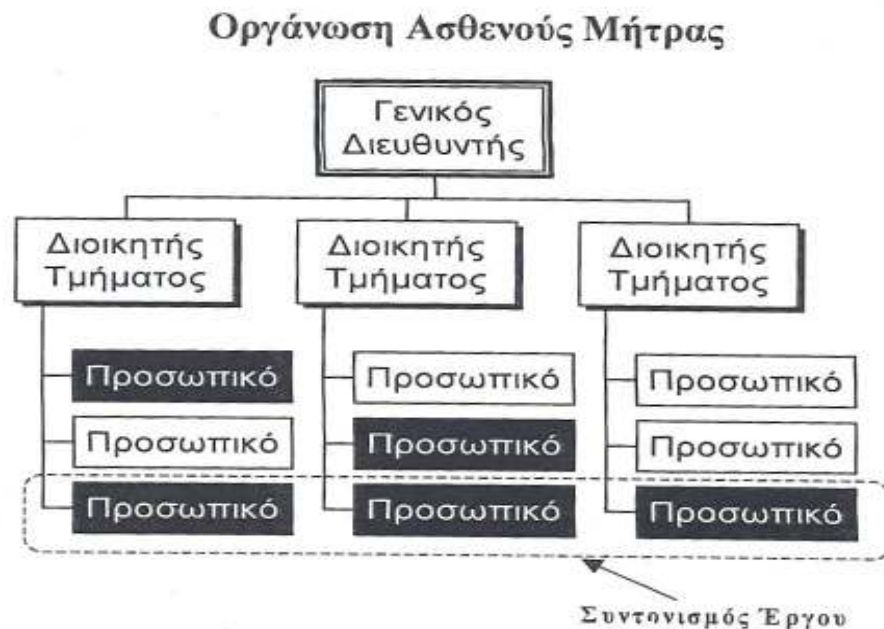 Οργάνωση Ασθενούς Μήτρας
Γενικός
Διευθυντής
Διοικητής
Τμήματος
Διοικητής
Τμήματος
Διοικητής
Τμήματος
Προσωπικό
Προσωπικό
Προσωπικό
Προσωπικό
Προσωπικό
Προσωπικό
Προσωπικό
Προσωπικό
Προσωπικό
Συντονισμός Έργου